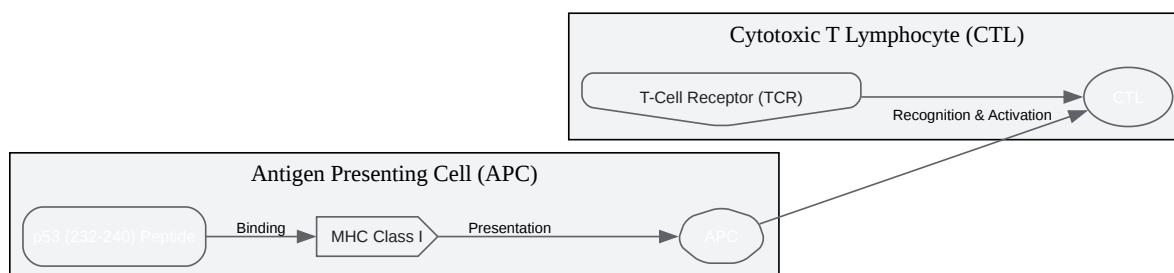 Cytotoxic T Lymphocyte (CTL)
T-Cell Receptor (TCR)
CTL
Recognition & Activation
Antigen Presenting Cell (APC)
p53 (232-240) Peptide
Binding
MHC Class I
Presentation
APC